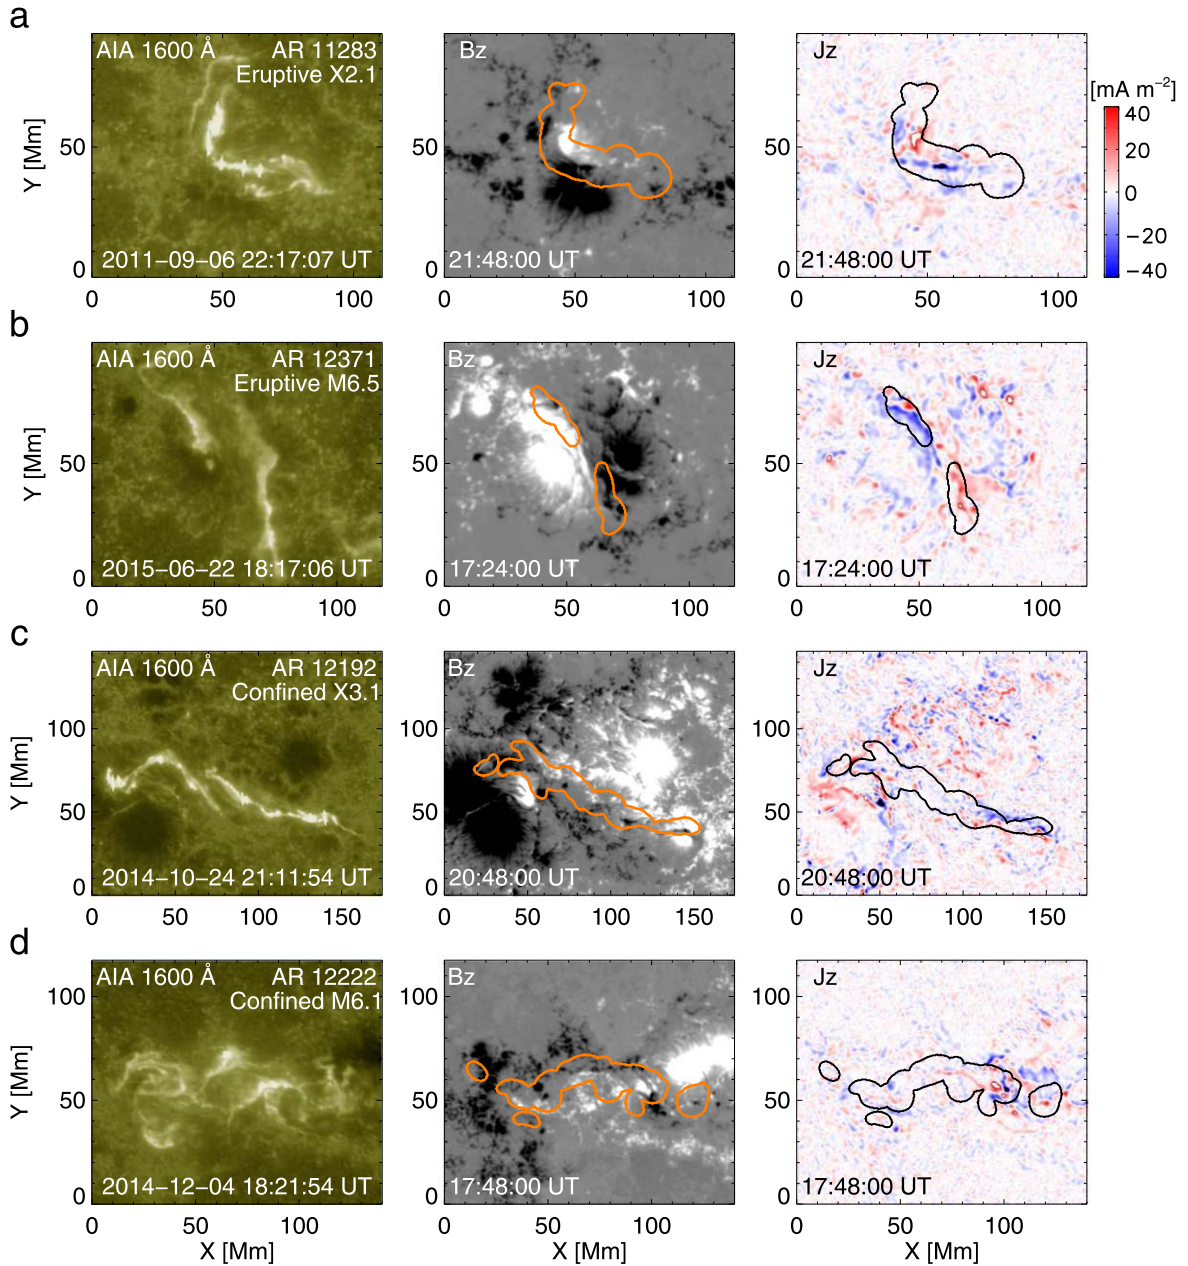 a
AIA 1600 Å AR 11283
Eruptive X2.1
2011−09−06 22:17:07 UT
Bz
21:48:00 UT
Jz
21:48:00 UT
[mA m−2]
40
20
0
−20
−40
Y [Mm]
50
0
0 50 100
0
0 50 100
50
0
0 50 100
50
b
AIA 1600 Å AR 12371
Eruptive M6.5
2015−06−22 18:17:06 UT
Bz
17:24:00 UT
Jz
17:24:00 UT
Y [Mm]
50
0
0 50 100
50
0
0 50 100
50
0
0 50 100
c
AIA 1600 Å AR 12192
Confined X3.1
2014−10−24 21:11:54 UT
Bz
20:48:00 UT
Jz
20:48:00 UT
Y [Mm]
100
50
0
0 50 100 150
100
50
0
0 50 100 150
100
50
0
0 50 100 150
d
AIA 1600 Å AR 12222
Confined M6.1
2014−12−04 18:21:54 UT
Bz
17:48:00 UT
Jz
17:48:00 UT
Y [Mm]
100
50
0
0 50 100
X [Mm]
100
50
0
0 50 100
X [Mm]
100
50
0
0 50 100
X [Mm]